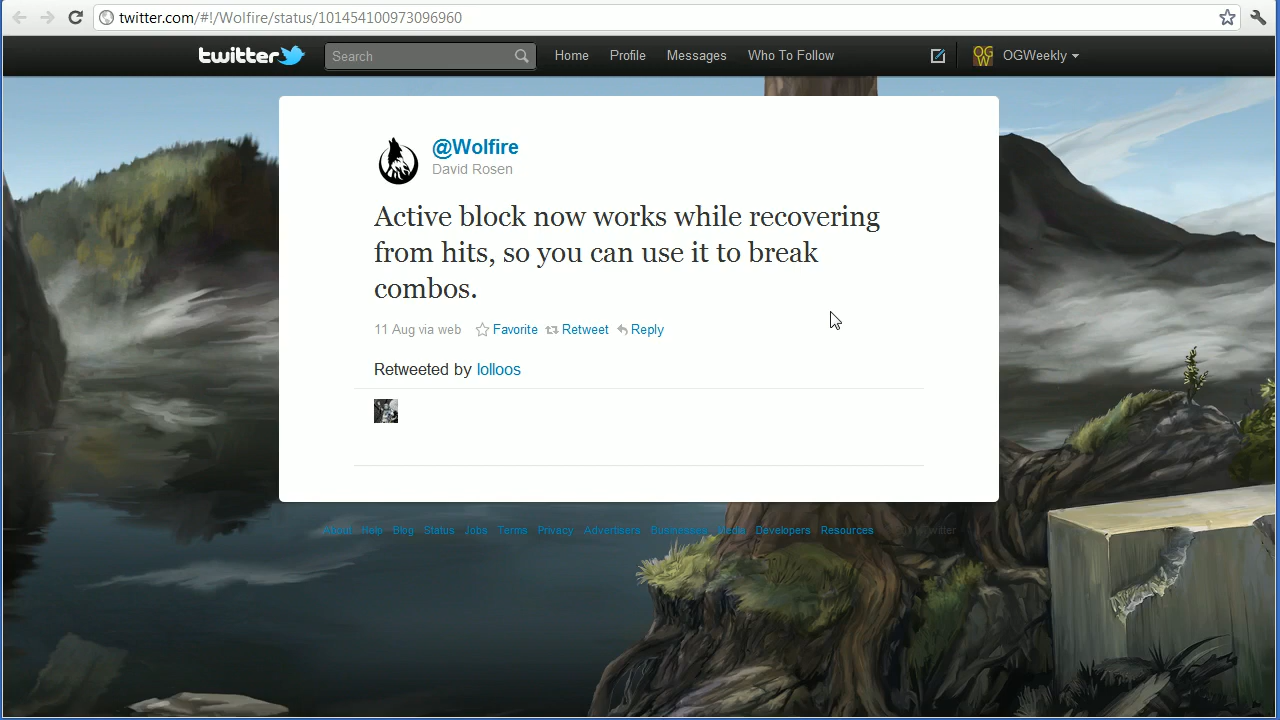 twitter.com/#!/Wolfire/status/101454100973096960
twitter Search Home Profile Messages Who To Follow OGWeekly
OG
W
@Wolfire
David Rosen
Active block now works while recovering
from hits, so you can use it to break
combos.
11 Aug via web Favorite Retweet Reply
Retweeted by lolloos
About Help Blog Status Jobs Terms Privacy Advertisers Businesses Media Developers Resources Twitter